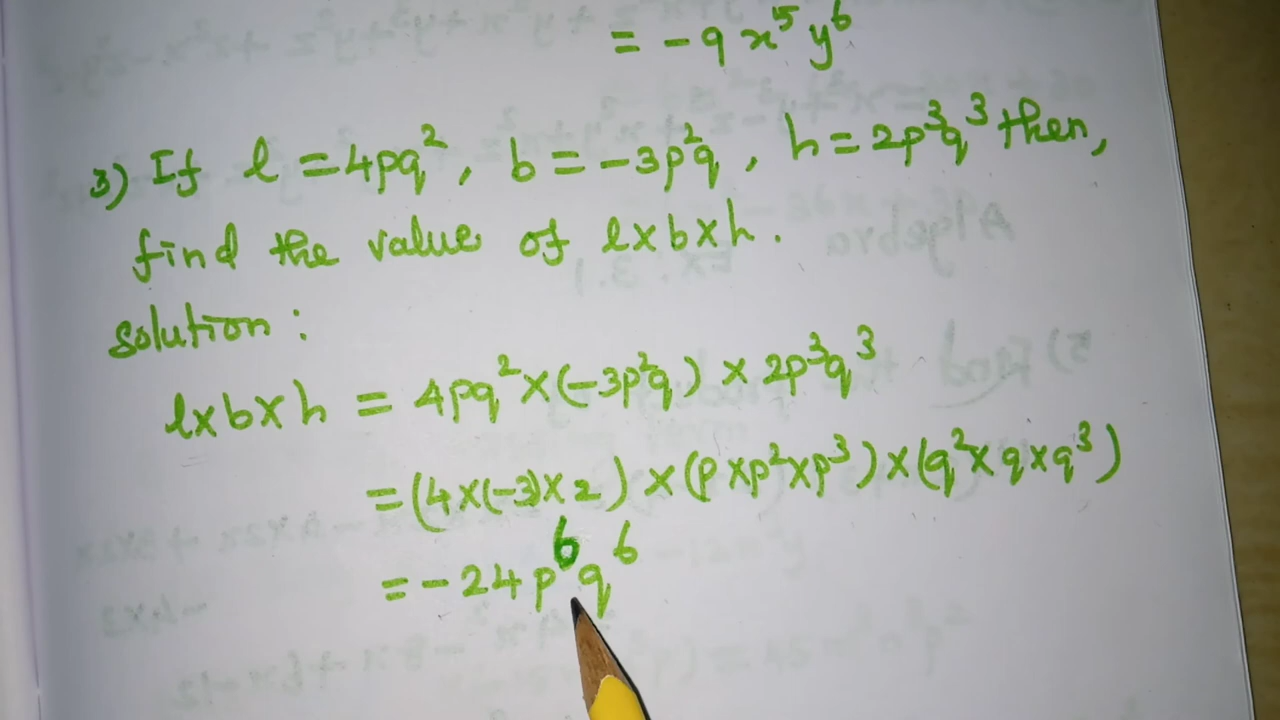 = -9x⁵y⁶
3) If l = 4pq², b = -3p²q, h = 2p³q³ then,
find the value of l×b×h.
solution:
l×b×h = 4pq² × (-3p²q) × 2p³q³
= (4×(-3)×2) × (p×p²×p³) × (q²×q×q³)
= -24p⁶q⁶